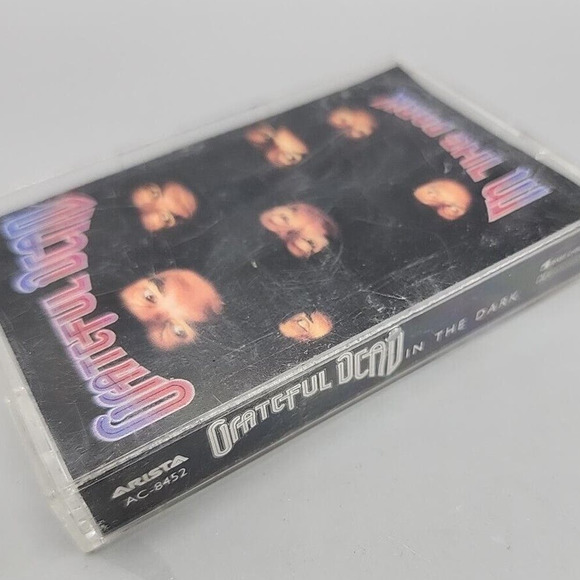 GRATEFUL DEAD
IN THE DARK
GRATEFUL DEAD IN THE DARK
ARISTA
AC-8452